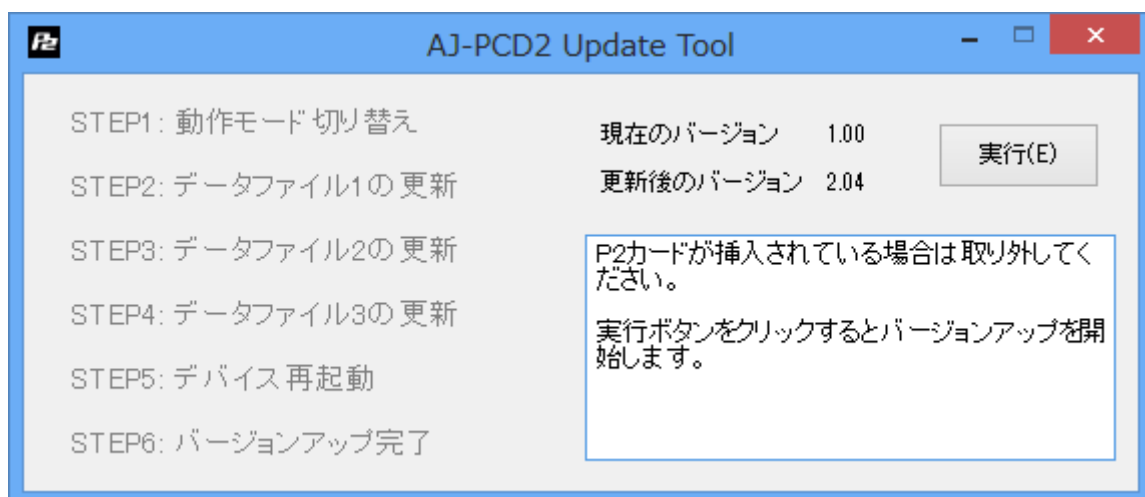 P2
AJ-PCD2 Update Tool
STEP1: 動作モード切り替え
STEP2: データファイル1の更新
STEP3: データファイル2の更新
STEP4: データファイル3の更新
STEP5: デバイス再起動
STEP6: バージョンアップ完了
現在のバージョン 1.00
更新後のバージョン 2.04
実行(E)
P2カードが挿入されている場合は取り外してく
ださい。
実行ボタンをクリックするとバージョンアップを開
始します。